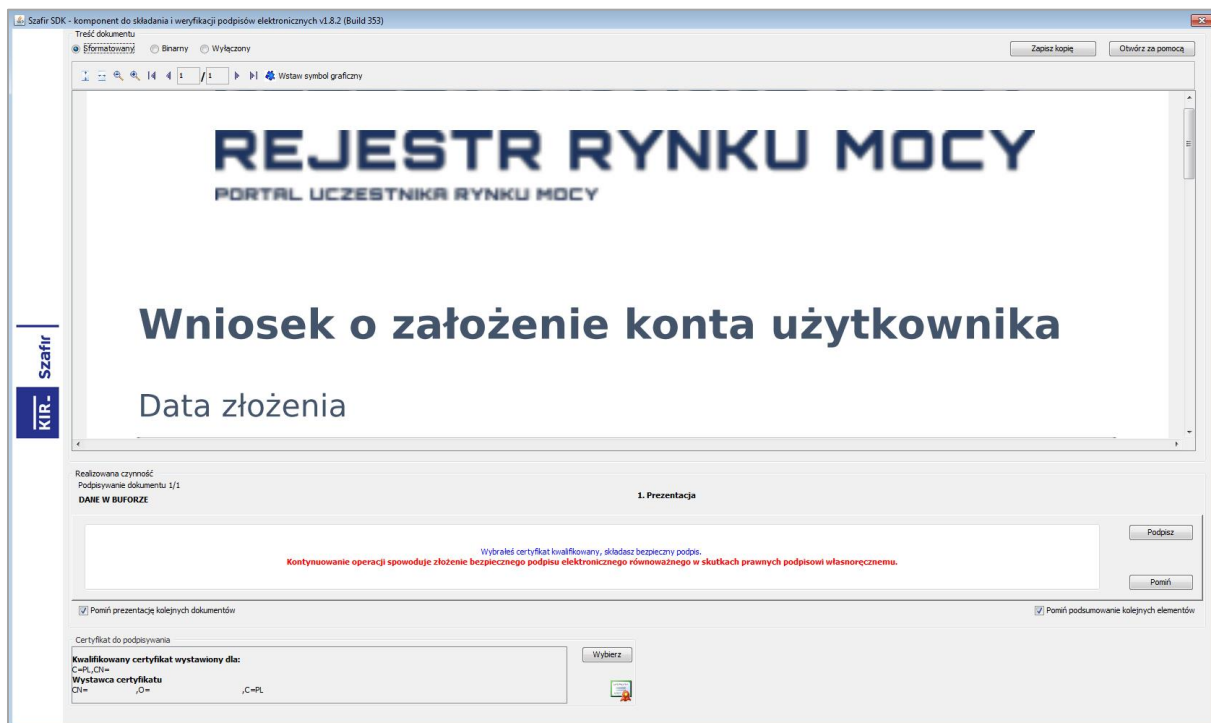 Szafir SDK - komponent do składania i weryfikacji podpisów elektronicznych v1.8.2 (Build 353)
Treść dokumentu
Sformatowany Binarny Wyłączony Zapisz kopię Otwórz za pomocą
1 / 1 Wstaw symbol graficzny
REJESTR RYNKU MOCY
PORTAL UCZESTNIKA RYNKU MOCY
Wniosek o założenie konta użytkownika
Data złożenia
Szafir
KIR
Realizowana czynność
Podpisywanie dokumentu 1/1
DANE W BUFORZE
1. Prezentacja
Podpisz
Wybrałeś certyfikat kwalifikowany, składasz bezpieczny podpis.
Kontynuowanie operacji spowoduje złożenie bezpiecznego podpisu elektronicznego równoważnego w skutkach prawnych podpisowi własnoręcznemu.
Pomiń
Pomiń prezentację kolejnych dokumentów Pomiń podsumowanie kolejnych elementów
Certyfikat do podpisywania
Wybierz
Kwalifikowany certyfikat wystawiony dla:
C=PL,CN=
Wystawca certyfikatu
CN= ,O= ,C=PL